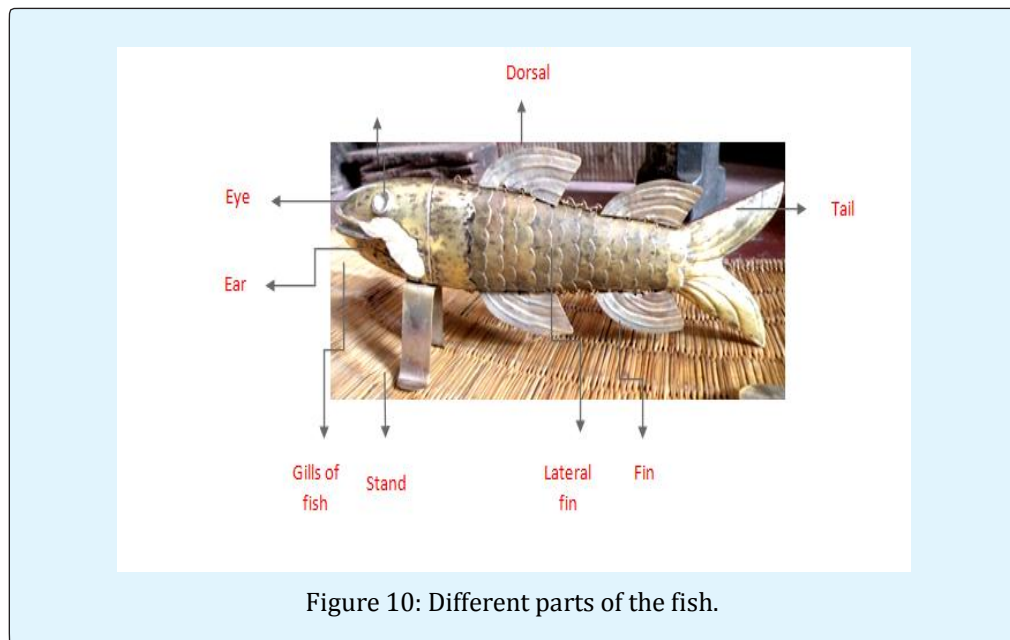 Dorsal
Eye
Tail
Ear
Gills of
fish
Stand
Lateral
fin
Fin
Figure 10: Different parts of the fish.